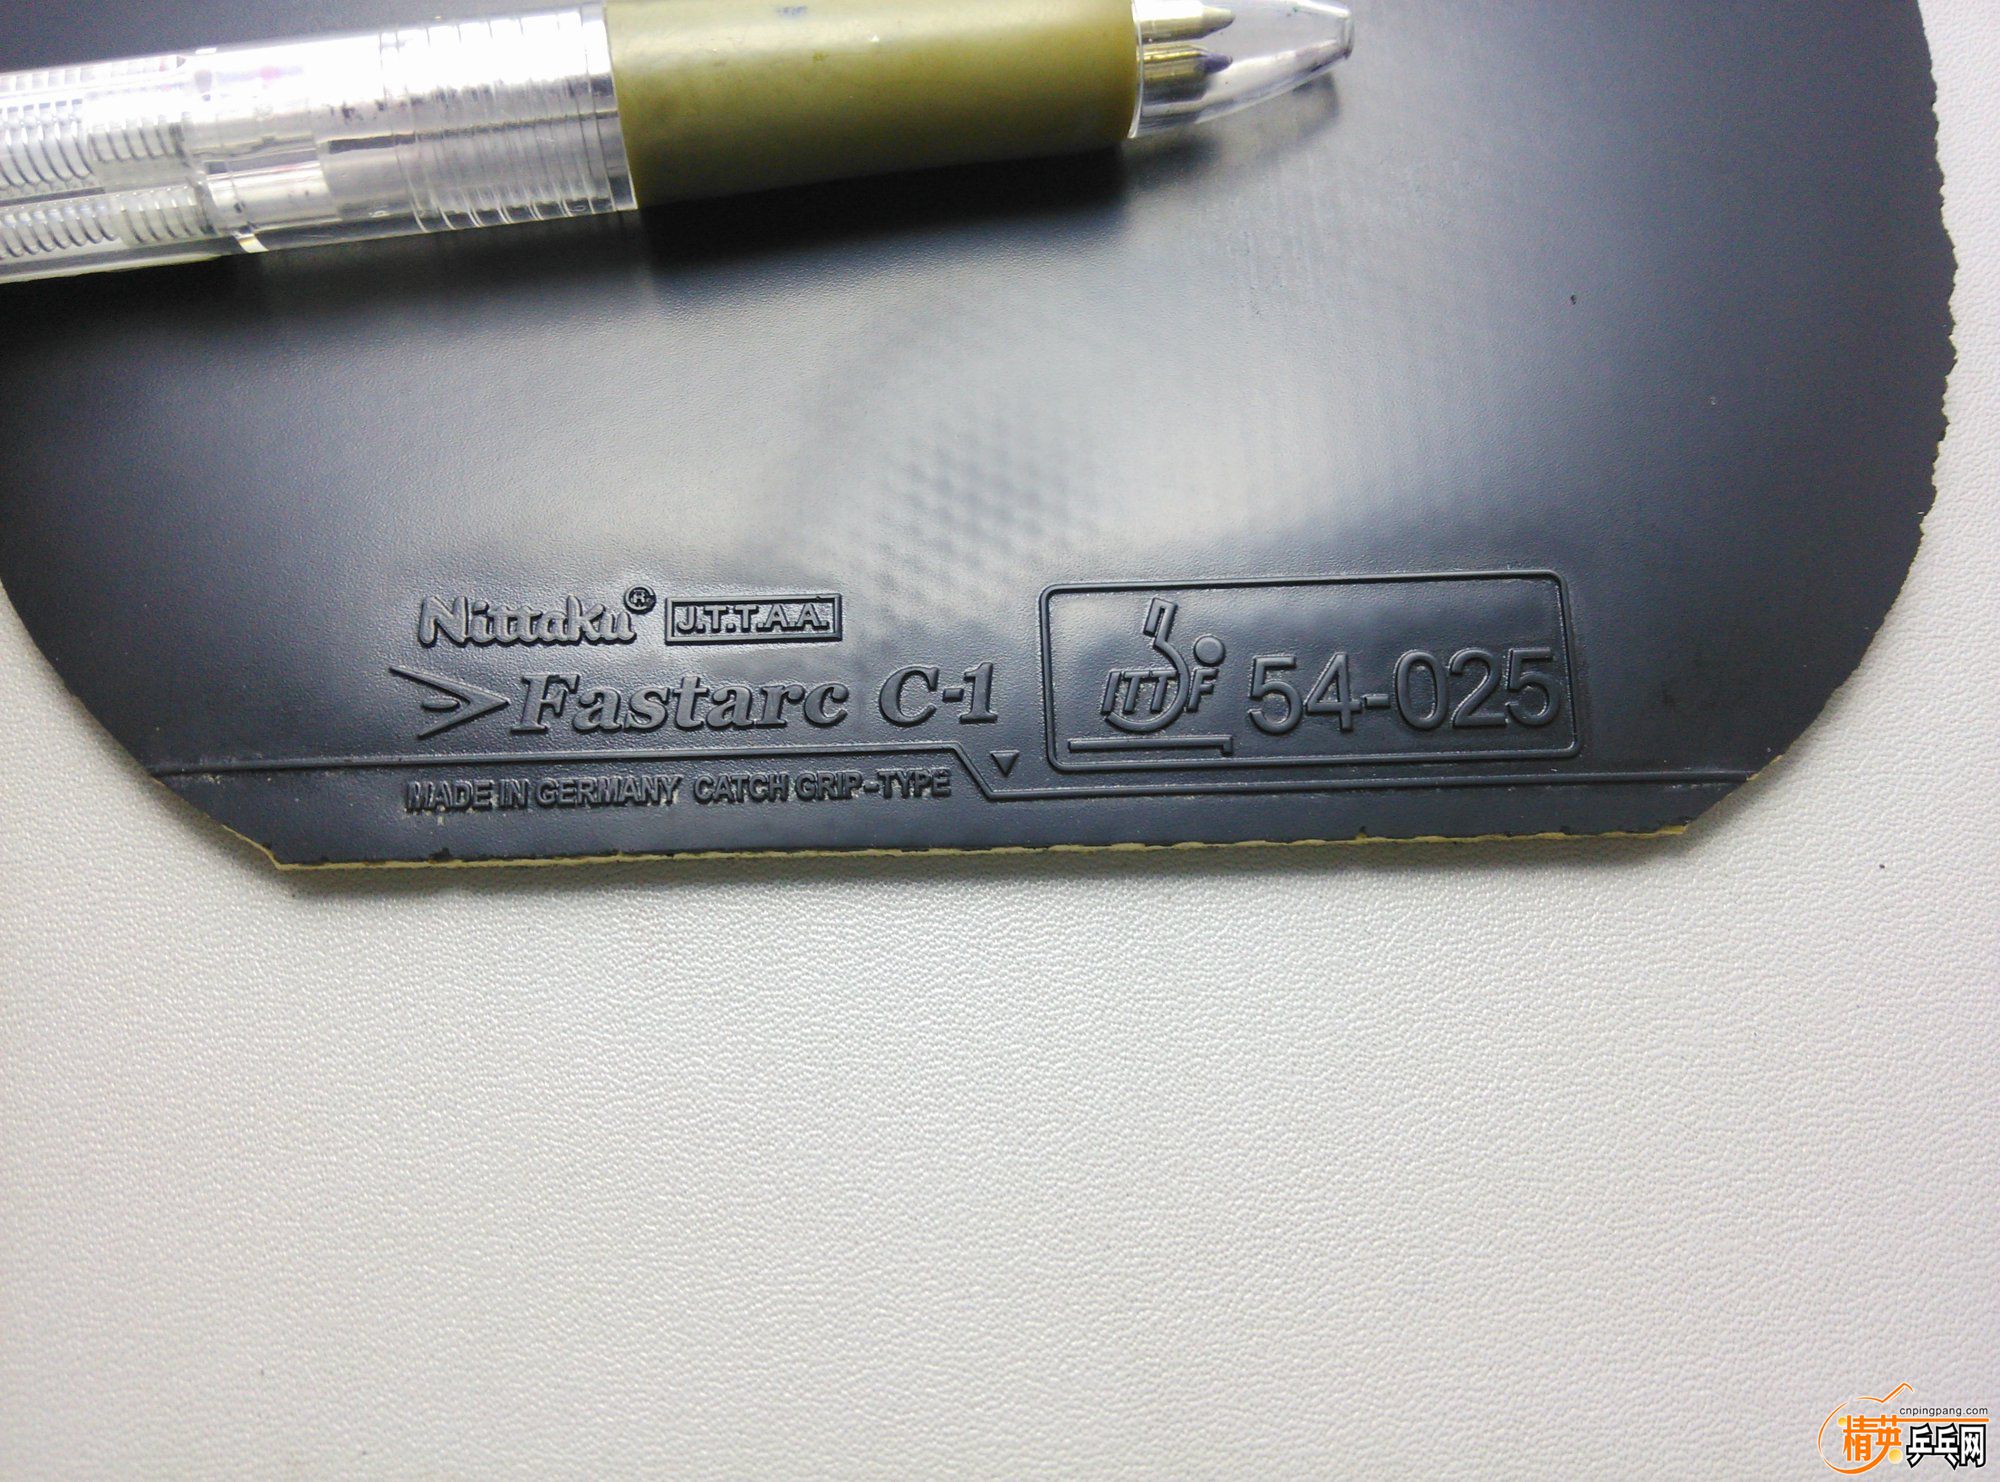 Nittaku® J.T.T.A.A.
Fastarc C-1
ITTF 54-025
MADE IN GERMANY CATCH GRIP-TYPE
cnpingpang.com
精英乒乓网